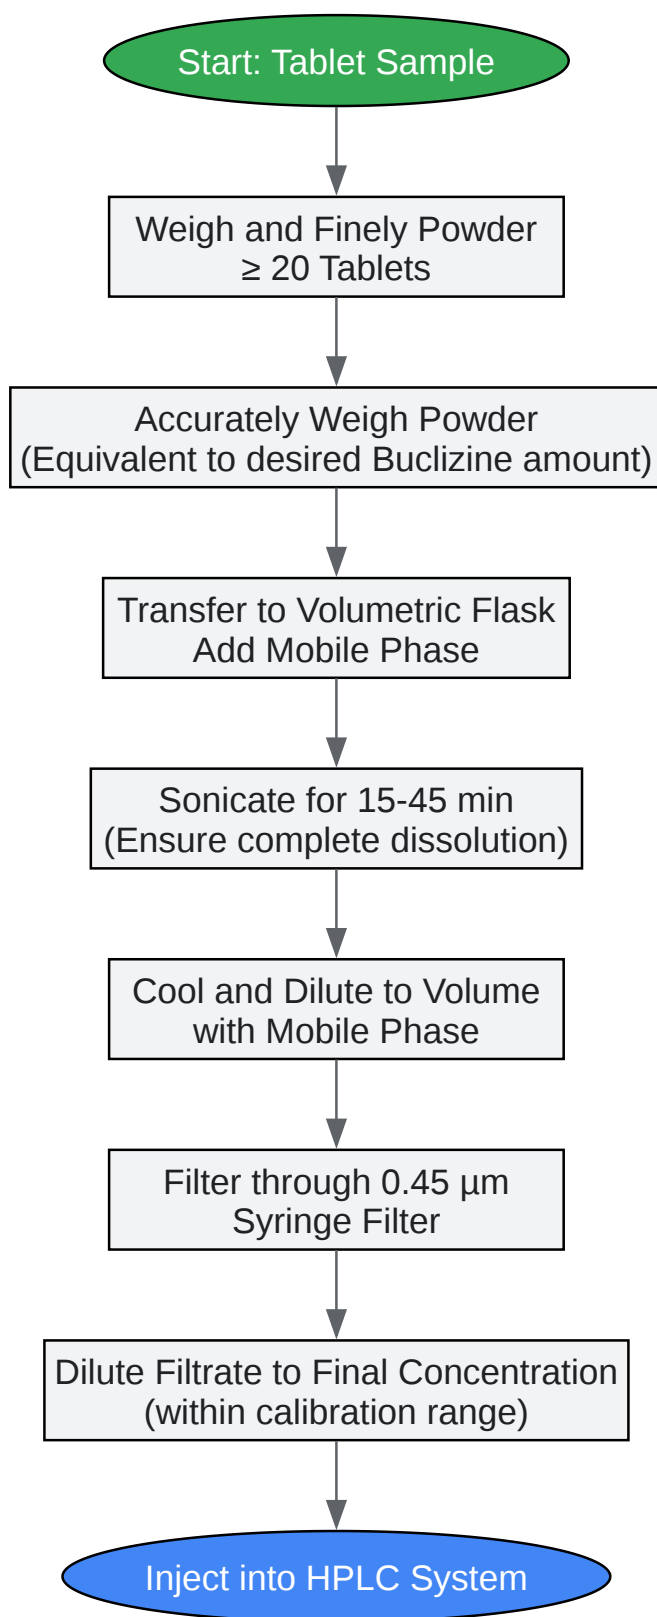 Start: Tablet Sample
Weigh and Finely Powder
≥ 20 Tablets
Accurately Weigh Powder
(Equivalent to desired Buclizine amount)
Transfer to Volumetric Flask
Add Mobile Phase
Sonicate for 15-45 min
(Ensure complete dissolution)
Cool and Dilute to Volume
with Mobile Phase
Filter through 0.45 µm
Syringe Filter
Dilute Filtrate to Final Concentration
(within calibration range)
Inject into HPLC System